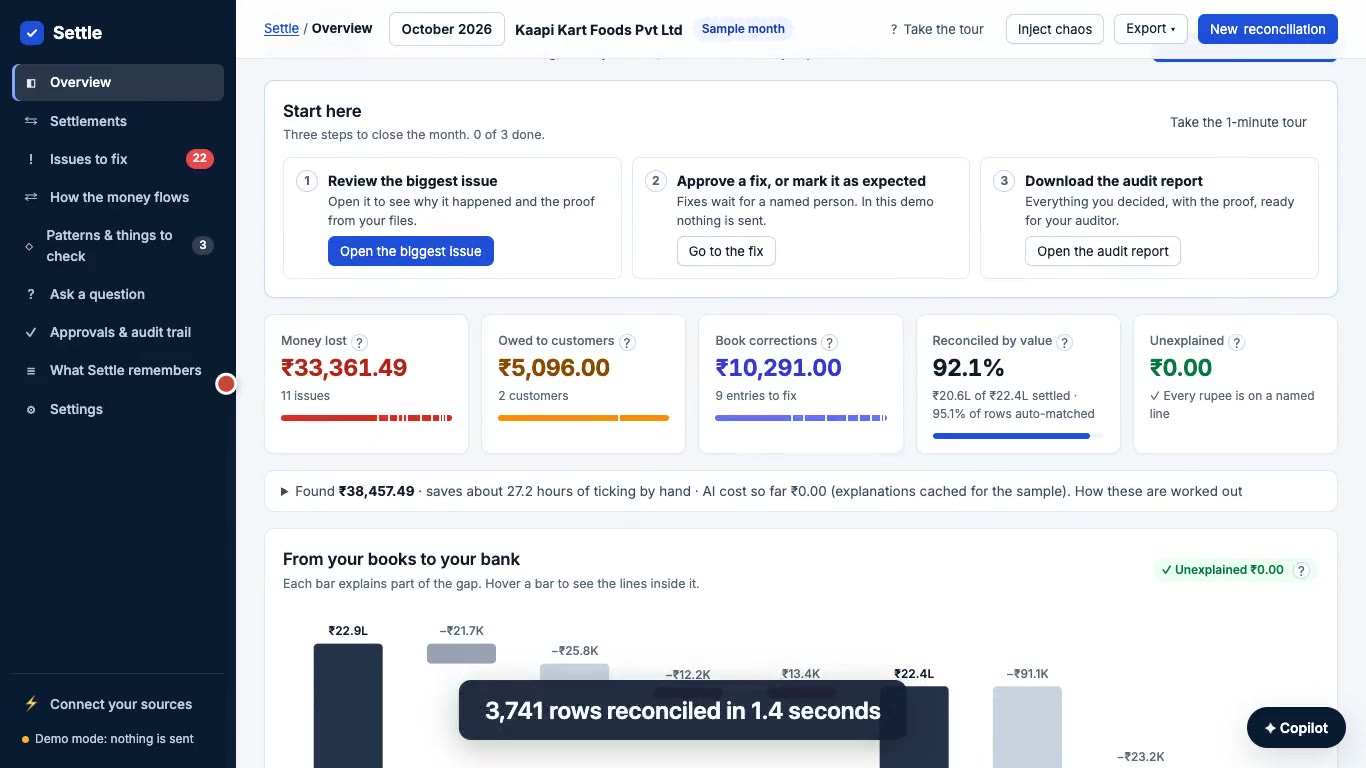 Settle
Overview
Settlements
Issues to fix
22
How the money flows
Patterns & things to
check
3
Ask a question
Approvals & audit trail
What Settle remembers
Settings
Connect your sources
Demo mode: nothing is sent
Settle / Overview
October 2026
Kaapi Kart Foods Pvt Ltd
Sample month
? Take the tour
Inject chaos
Export
New reconciliation
Start here
Three steps to close the month. 0 of 3 done.
Take the 1-minute tour
1
Review the biggest issue
Open it to see why it happened and the proof
from your files.
Open the biggest issue
2
Approve a fix, or mark it as expected
Fixes wait for a named person. In this demo
nothing is sent.
Go to the fix
3
Download the audit report
Everything you decided, with the proof, ready
for your auditor.
Open the audit report
Money lost ?
₹33,361.49
11 issues
Owed to customers ?
₹5,096.00
2 customers
Book corrections ?
₹10,291.00
9 entries to fix
Reconciled by value ?
92.1%
₹20.6L of ₹22.4L settled ·
95.1% of rows auto-matched
Unexplained ?
₹0.00
✓ Every rupee is on a named
line
Found ₹38,457.49 · saves about 27.2 hours of ticking by hand · AI cost so far ₹0.00 (explanations cached for the sample). How these are worked out
From your books to your bank
Each bar explains part of the gap. Hover a bar to see the lines inside it.
✓ Unexplained ₹0.00 ?
₹22.9L
−₹21.7K
−₹25.8K
−₹12.2K
₹13.4K
₹22.4L
−₹91.1K
−₹23.2K
3,741 rows reconciled in 1.4 seconds
Copilot